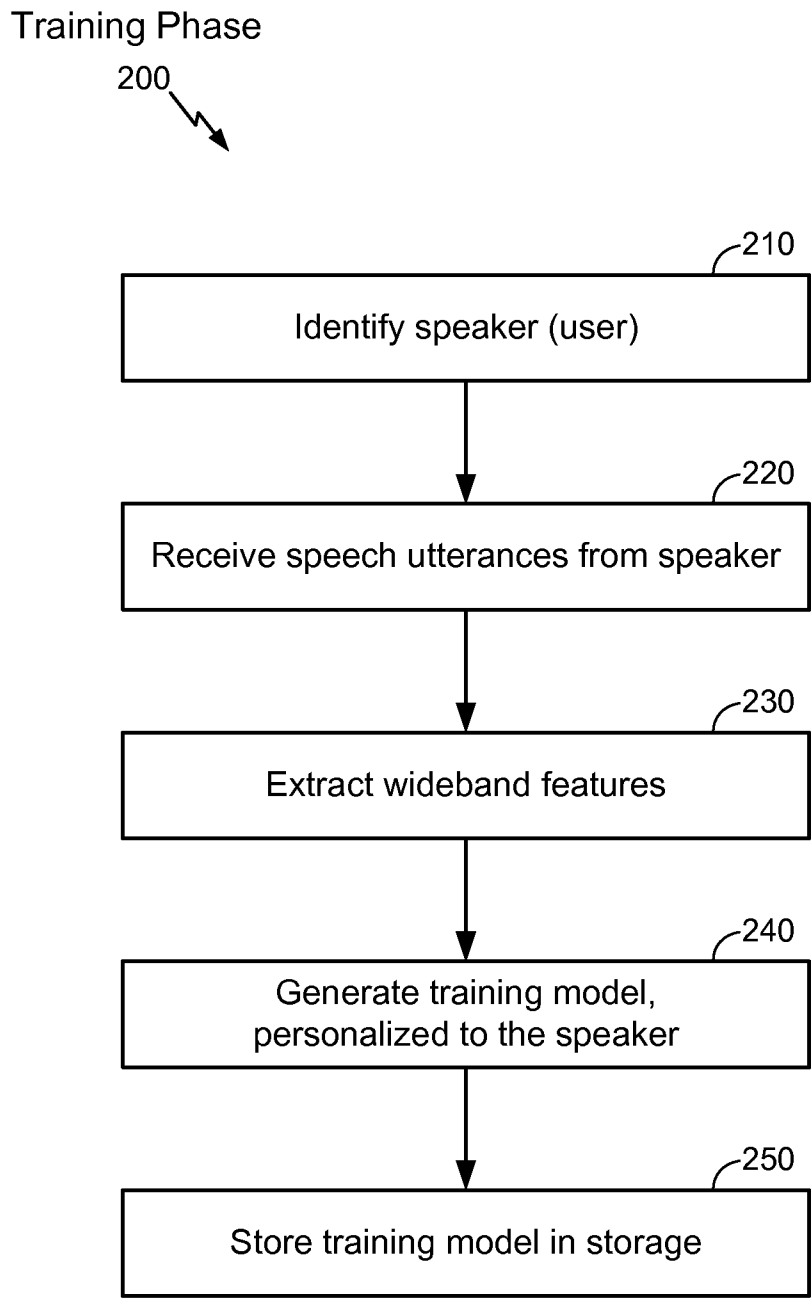 Training Phase
200
210
Identify speaker (user)
220
Receive speech utterances from speaker
230
Extract wideband features
240
Generate training model,
personalized to the speaker
250
Store training model in storage